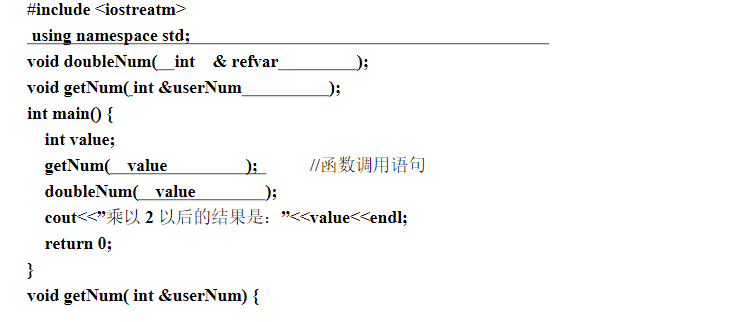 #include <iostreatm>
using namespace std;
void doubleNum(__int & refvar_________);
void getNum(_int &userNum__________);
int main() {
int value;
getNum(__value_________);_ //函数调用语句
doubleNum(__value________);
cout<<”乘以 2 以后的结果是：”<<value<<endl;
return 0;
}
void getNum( int &userNum) {